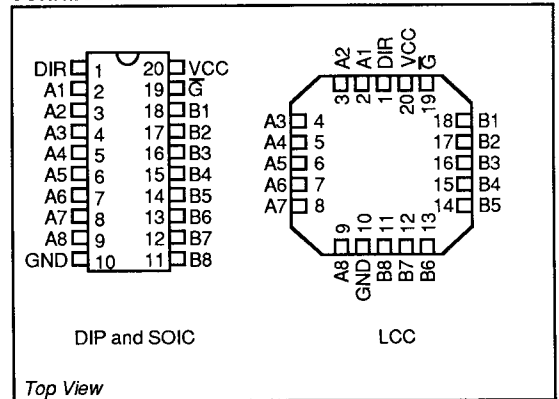 DIR 1 20 VCC
A1 2 19 G̅
A2 3 18 B1
A3 4 17 B2
A4 5 16 B3
A5 6 15 B4
A6 7 14 B5
A7 8 13 B6
A8 9 12 B7
GND 10 11 B8
DIP and SOIC
A2 A1 DIR VCC G̅
3 2 1 20 19
A3 4 18 B1
A4 5 17 B2
A5 6 16 B3
A6 7 15 B4
A7 8 14 B5
9 10 11 12 13
A8 GND B8 B7 B6
LCC
Top View